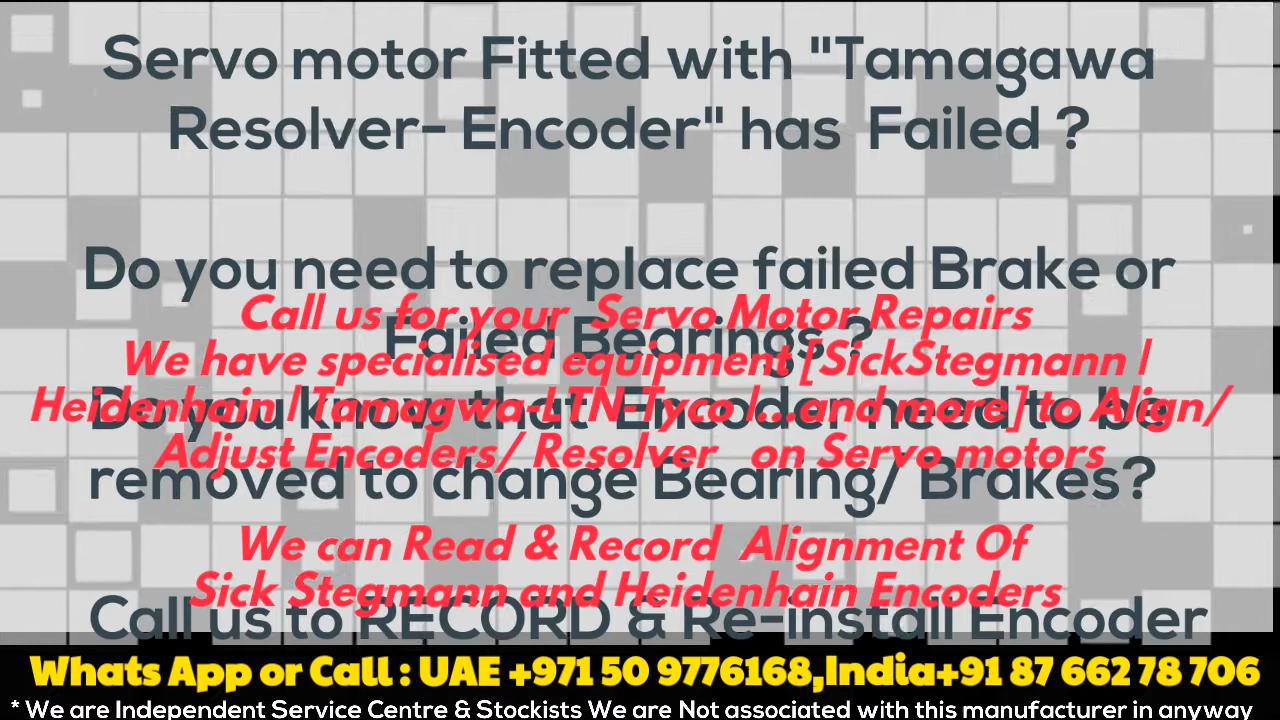 Servo motor Fitted with "Tamagawa
Resolver- Encoder" has Failed ?
Do you need to replace failed Brake or
Failed Bearings ?
Do you know that Encoder need to be
removed to change Bearing/ Brakes?
Call us to RECORD & Re-install Encoder
Call us for your Servo Motor Repairs
We have specialised equipment [SickStegmann |
Heidenhain | Tamagwa-LTN-Tyco |...and more] to Align/
Adjust Encoders/ Resolver on Servo motors
We can Read & Record Alignment Of
Sick Stegmann and Heidenhain Encoders
Whats App or Call : UAE +971 50 9776168,India+91 87 662 78 706
* We are Independent Service Centre & Stockists We are Not associated with this manufacturer in anyway